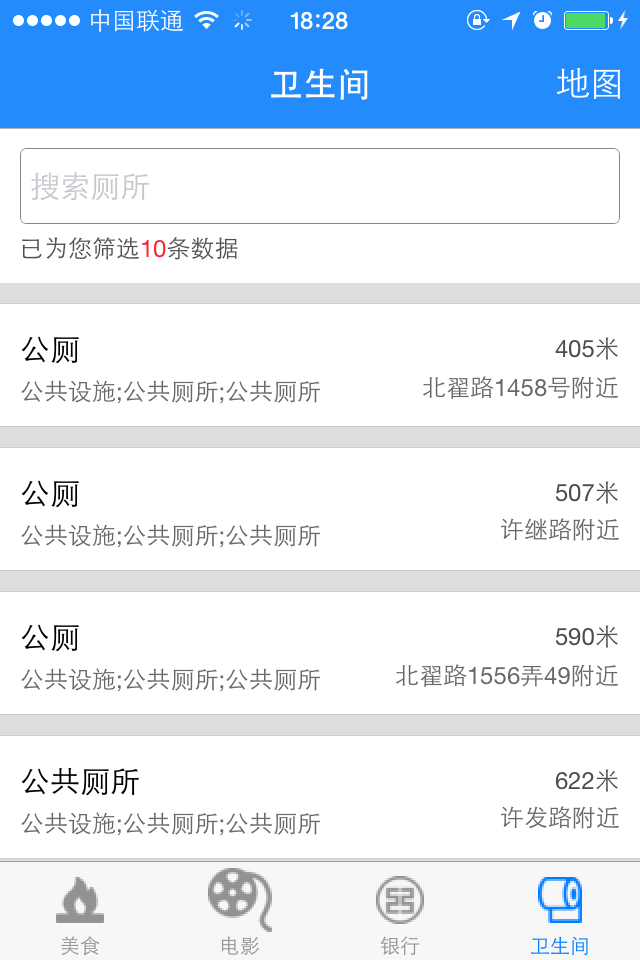 中国联通 18:28
卫生间 地图
搜索厕所
已为您筛选10条数据
公厕 405米
公共设施;公共厕所;公共厕所 北翟路1458号附近
公厕 507米
公共设施;公共厕所;公共厕所 许继路附近
公厕 590米
公共设施;公共厕所;公共厕所 北翟路1556弄49附近
公共厕所 622米
公共设施;公共厕所;公共厕所 许发路附近
美食 电影 银行 卫生间